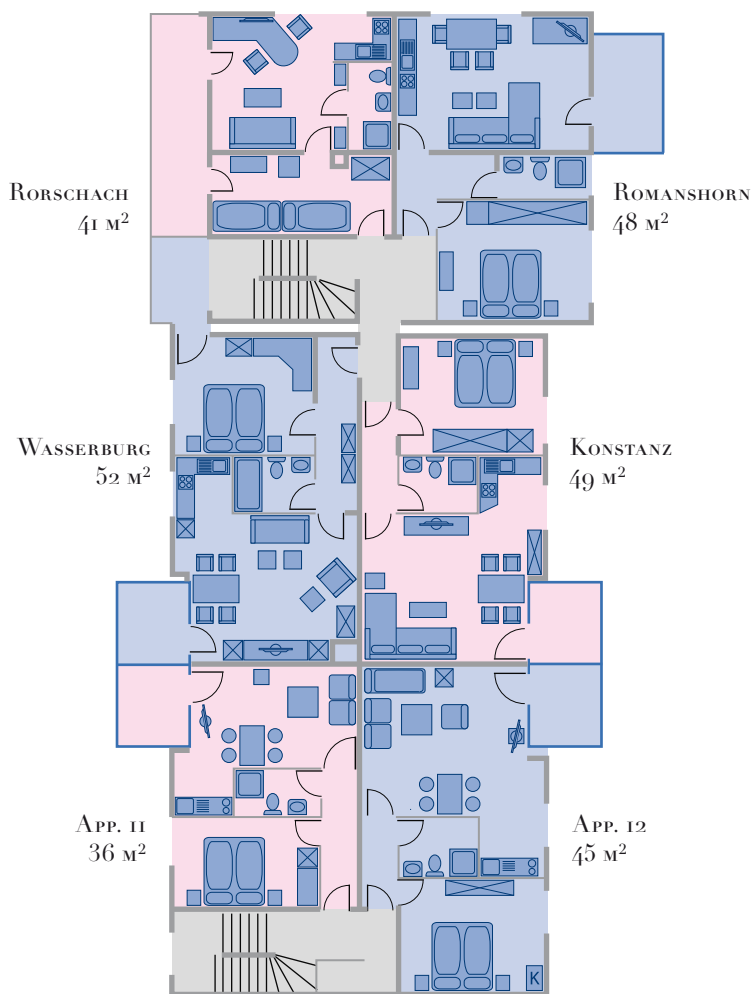 Rorschach
41 m²
Romanshorn
48 m²
Wasserburg
52 m²
Konstanz
49 m²
App. 11
36 m²
App. 12
45 m²
K